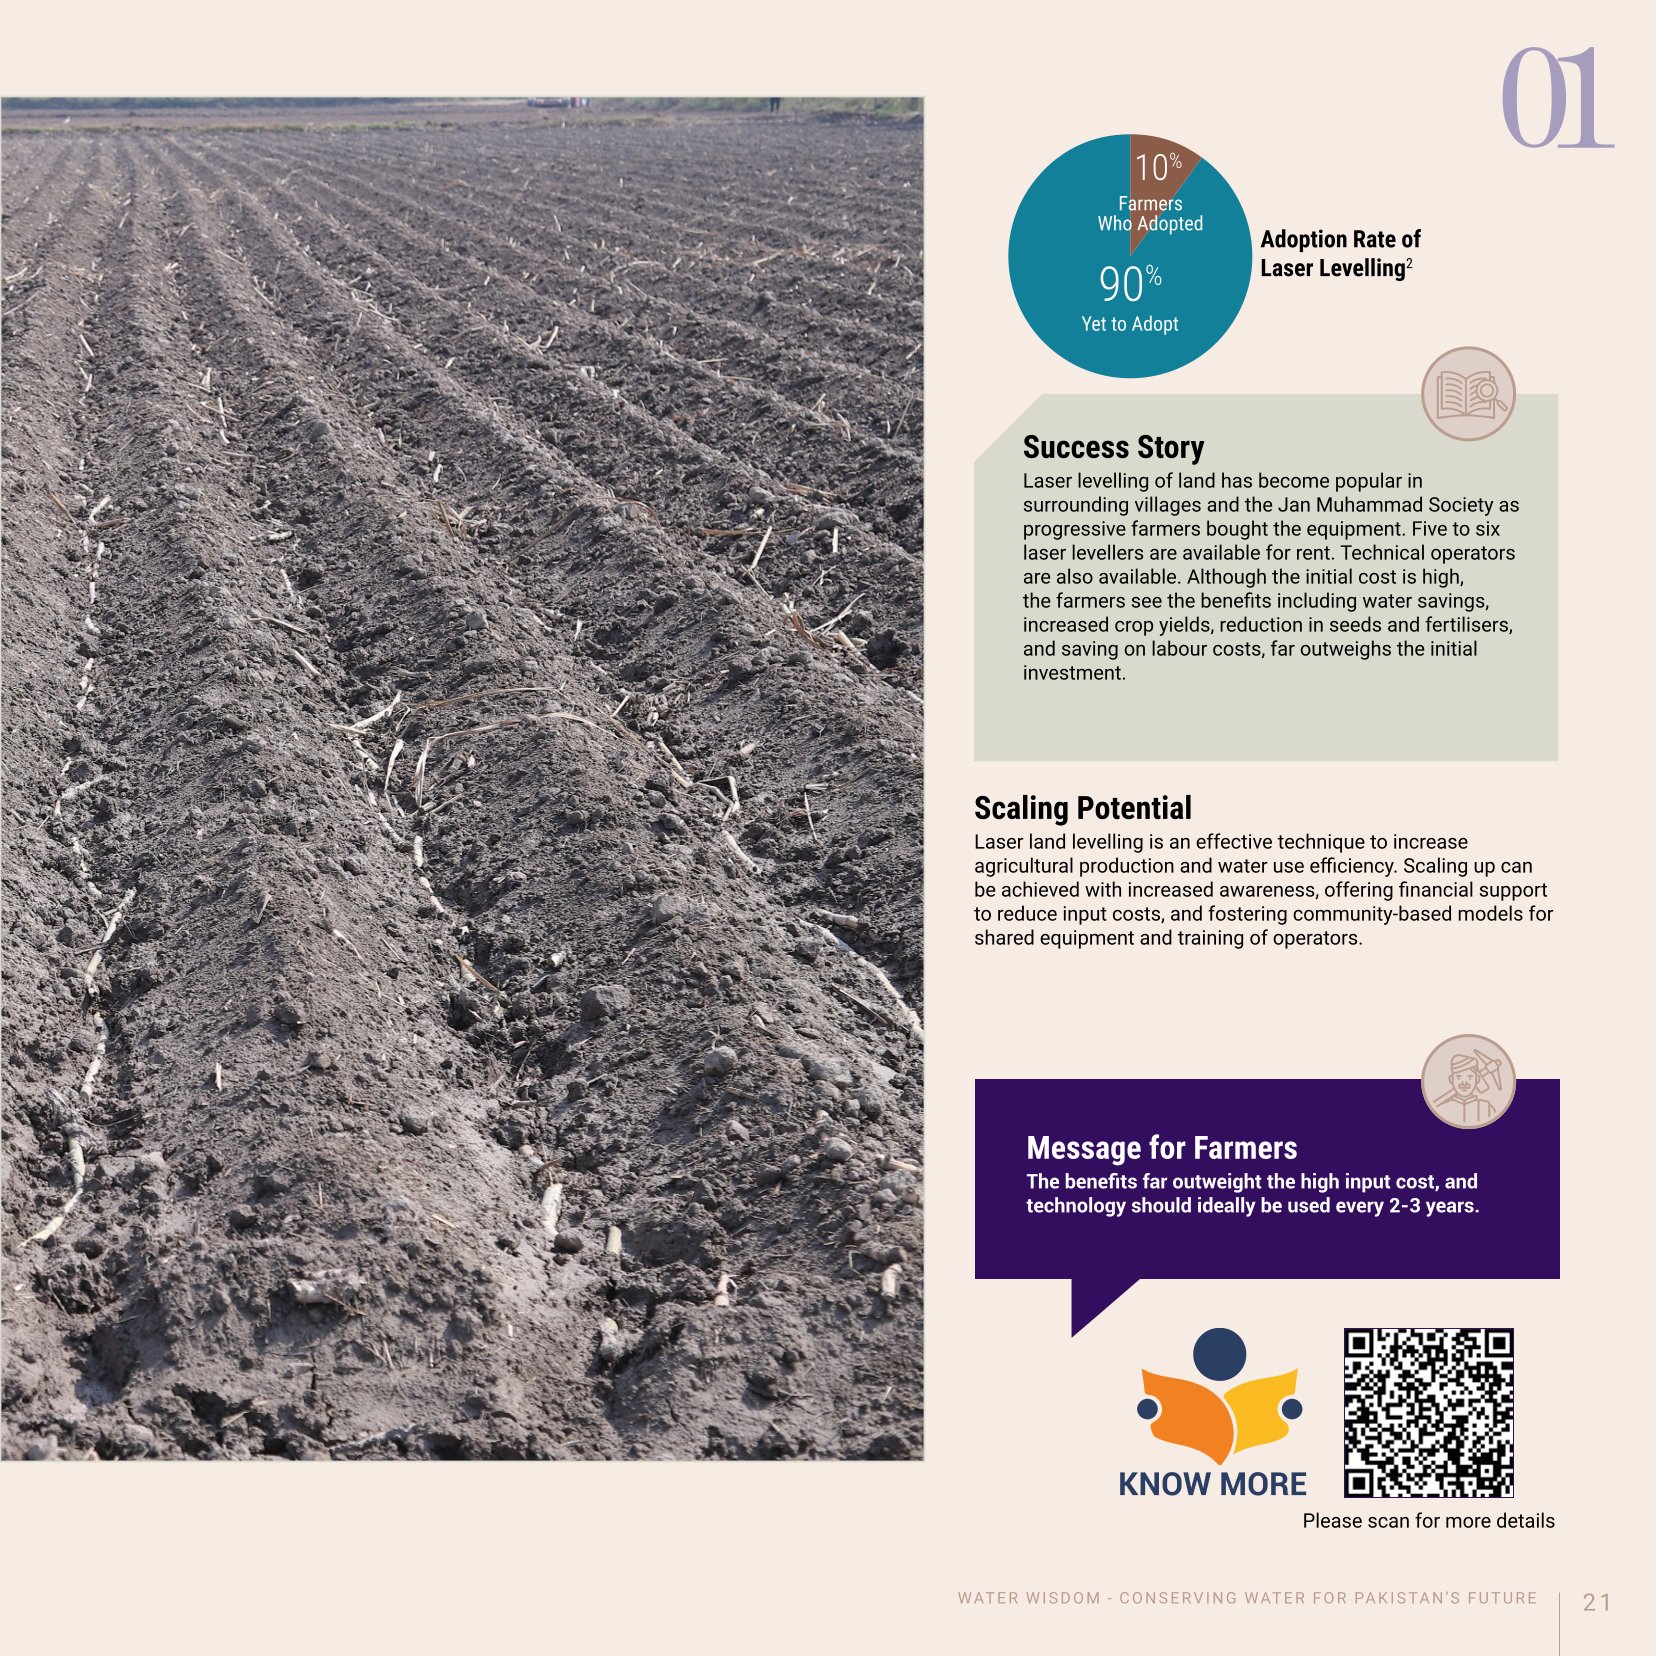 01
10%
Farmers
Who Adopted
90%
Yet to Adopt
Adoption Rate of
Laser Levelling2
Success Story
Laser levelling of land has become popular in
surrounding villages and the Jan Muhammad Society as
progressive farmers bought the equipment. Five to six
laser levellers are available for rent. Technical operators
are also available. Although the initial cost is high,
the farmers see the benefits including water savings,
increased crop yields, reduction in seeds and fertilisers,
and saving on labour costs, far outweighs the initial
investment.
Scaling Potential
Laser land levelling is an effective technique to increase
agricultural production and water use efficiency. Scaling up can
be achieved with increased awareness, offering financial support
to reduce input costs, and fostering community-based models for
shared equipment and training of operators.
Message for Farmers
The benefits far outweight the high input cost, and
technology should ideally be used every 2-3 years.
KNOW MORE
Please scan for more details
WATER WISDOM - CONSERVING WATER FOR PAKISTAN'S FUTURE
21